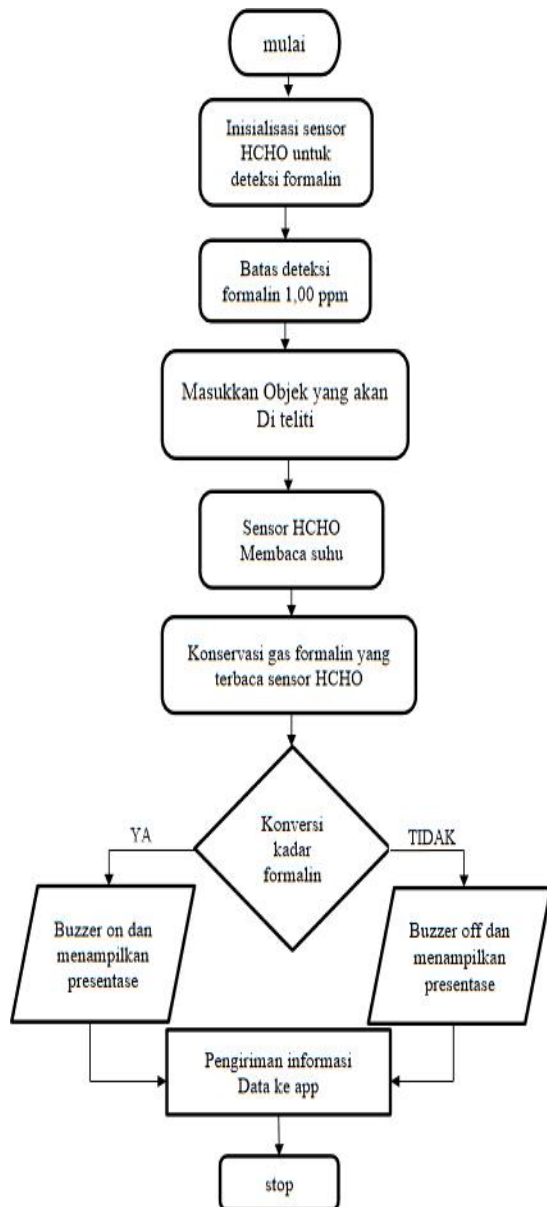 mulai
Inisialisasi sensor
HCHO untuk
deteksi formalin
Batas deteksi
formalin 1,00 ppm
Masukkan Objek yang akan
Di teliti
Sensor HCHO
Membaca suhu
Konservasi gas formalin yang
terbaca sensor HCHO
Konversi
kadar
formalin
YA
TIDAK
Buzzer on dan
menampilkan
presentase
Buzzer off dan
menampilkan
presentase
Pengiriman informasi
Data ke app
stop